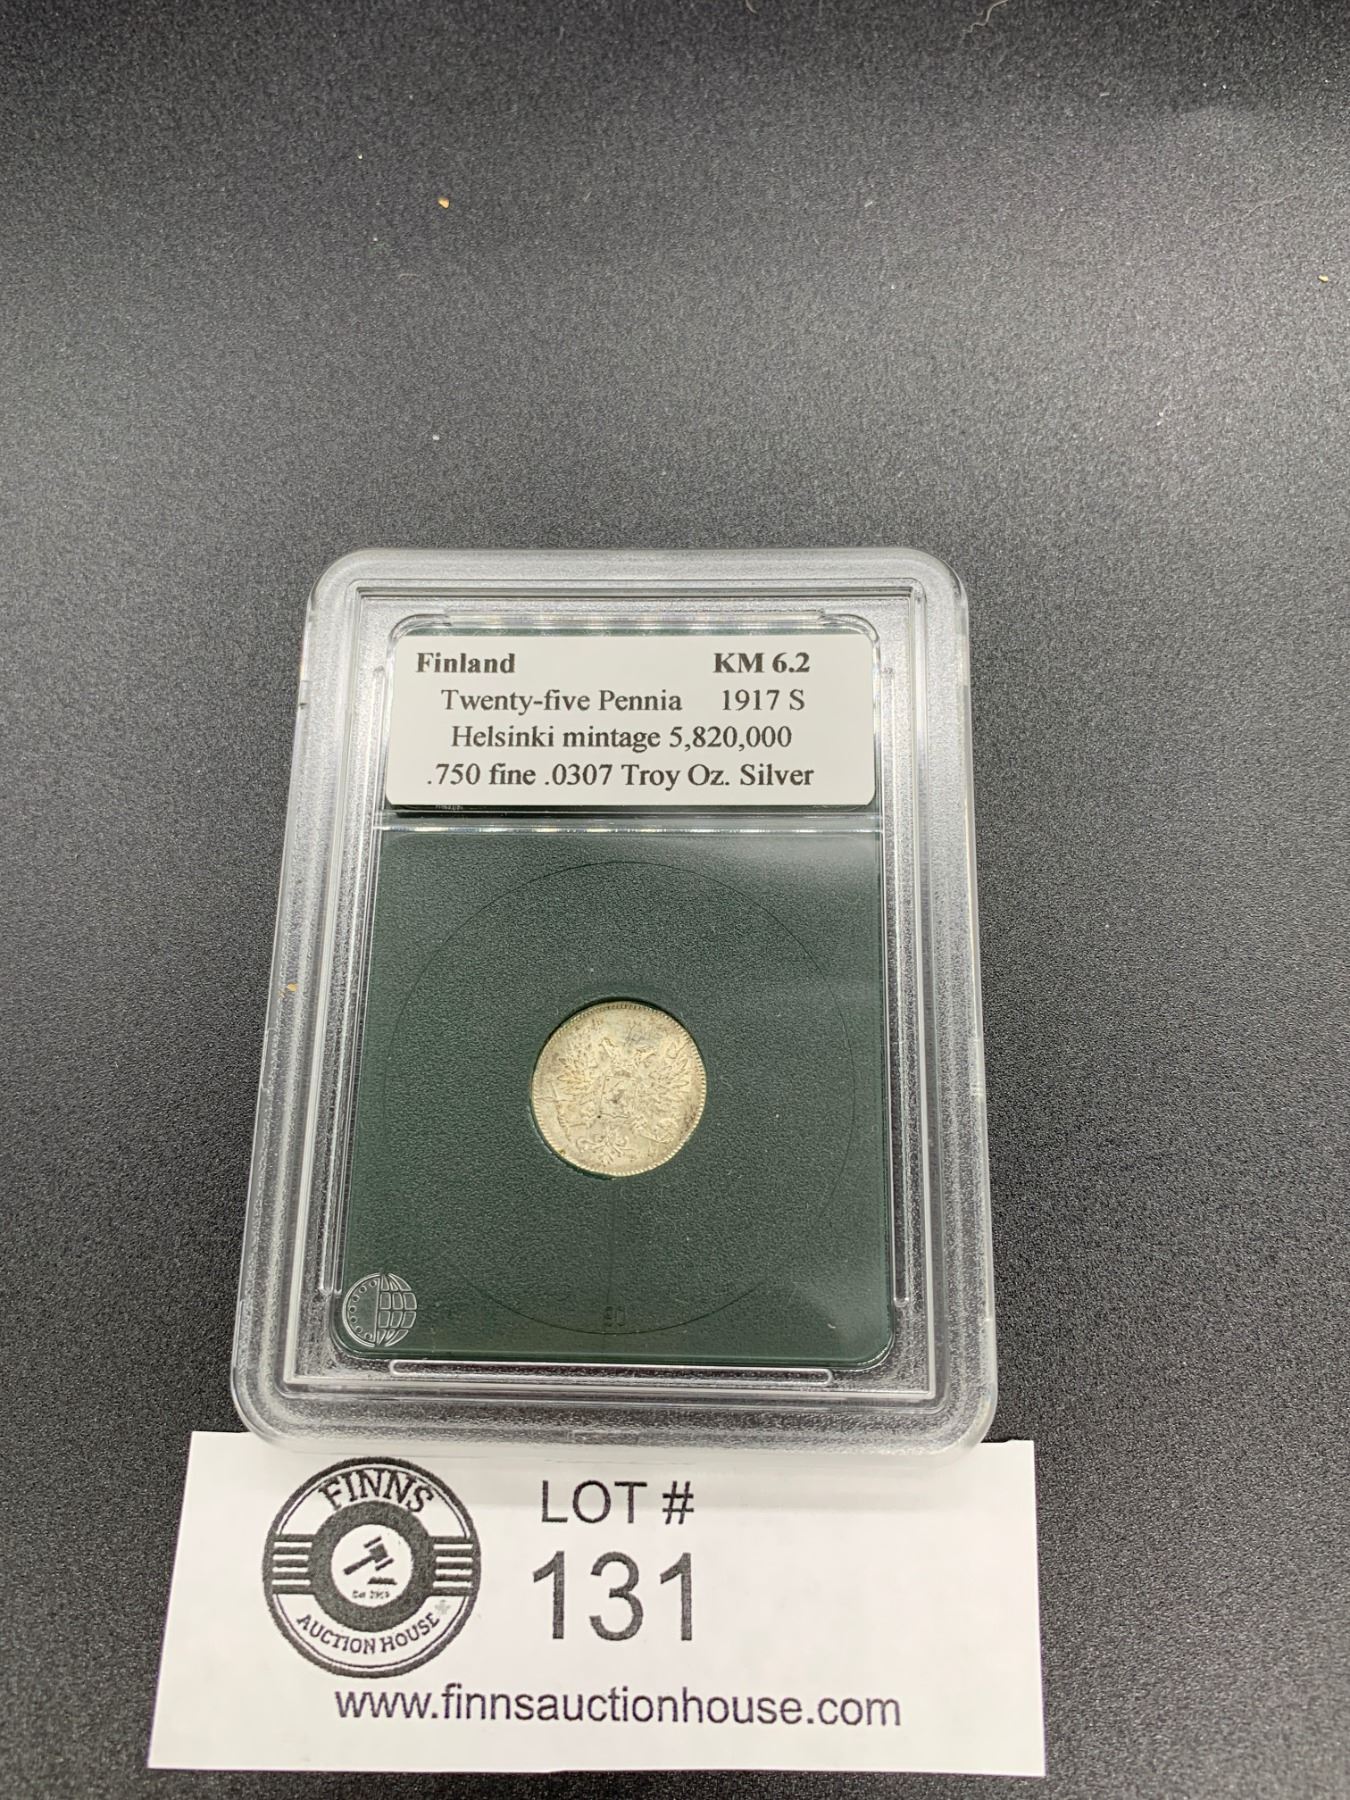 Finland KM 6.2
Twenty-five Pennia 1917 S
Helsinki mintage 5,820,000
.750 fine .0307 Troy Oz. Silver
FINNS
AUCTION HOUSE
LOT #
131
www.finnsauctionhouse.com